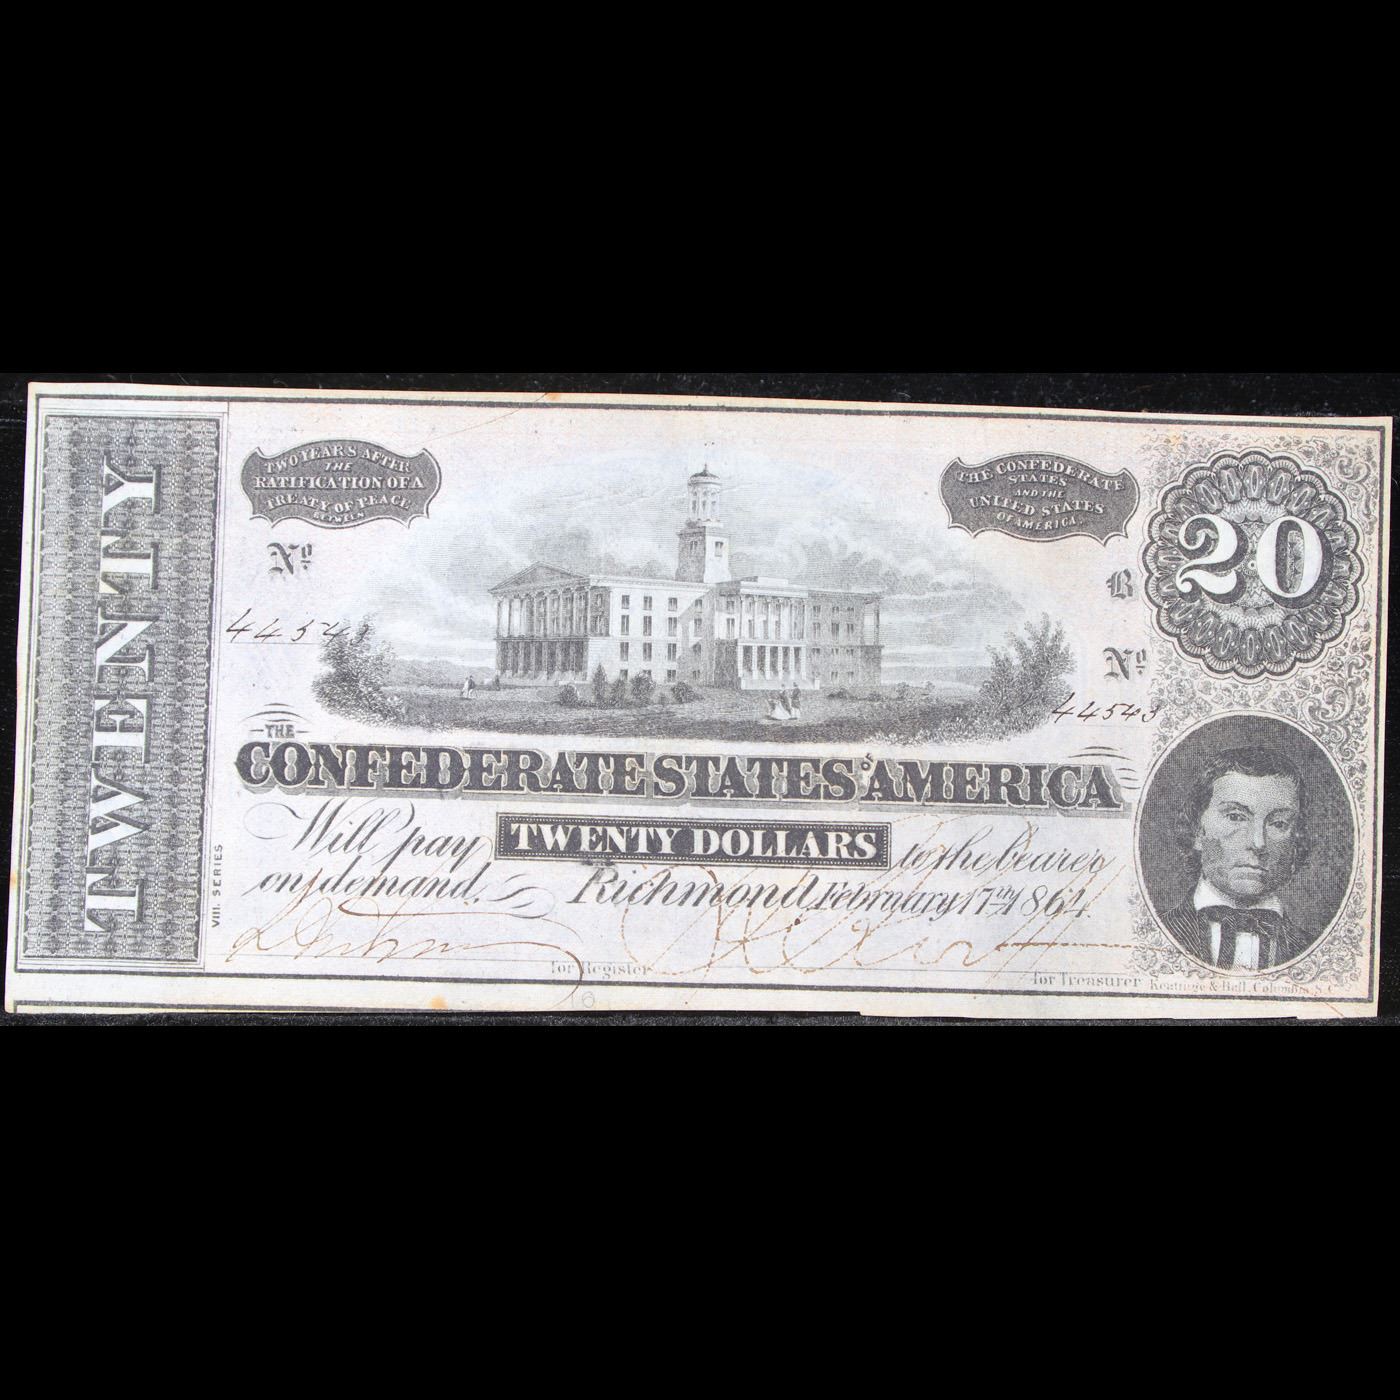 TWENTY
TWO YEARS AFTER
THE
RATIFICATION OF A
TREATY OF PEACE
BETWEEN
THE CONFEDERATE
STATES
AND THE
UNITED STATES
OF AMERICA.
20
Nº
B
44543
Nº
44543
THE
CONFEDERATE STATES OF AMERICA
Will pay TWENTY DOLLARS to the bearer
on demand. Richmond February 17th 1864.
VIII. SERIES
for Register
for Treasurer
Keatinge & Ball, Columbia, S.C.